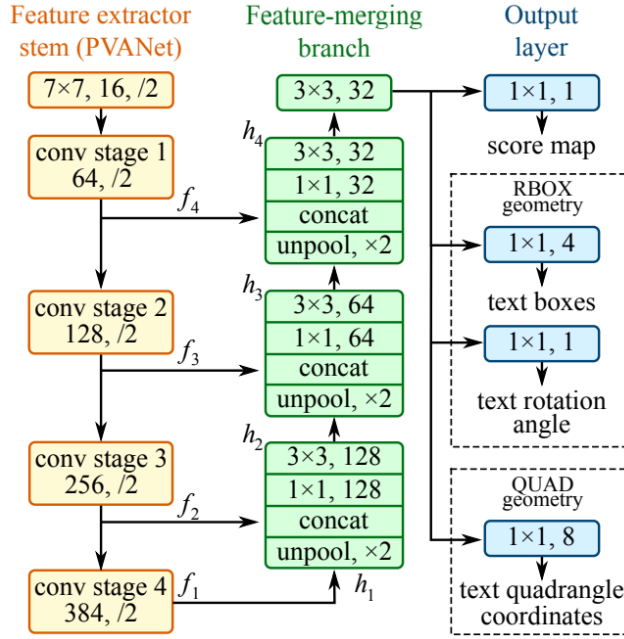 Feature extractor
stem (PVANet)
7×7, 16, /2
conv stage 1
64, /2
f4
conv stage 2
128, /2
f3
conv stage 3
256, /2
f2
conv stage 4
384, /2
f1
Feature-merging
branch
3×3, 32
h4
3×3, 32
1×1, 32
concat
unpool, ×2
h3
3×3, 64
1×1, 64
concat
unpool, ×2
h2
3×3, 128
1×1, 128
concat
unpool, ×2
h1
Output
layer
1×1, 1
score map
RBOX
geometry
1×1, 4
text boxes
1×1, 1
text rotation
angle
QUAD
geometry
1×1, 8
text quadrangle
coordinates